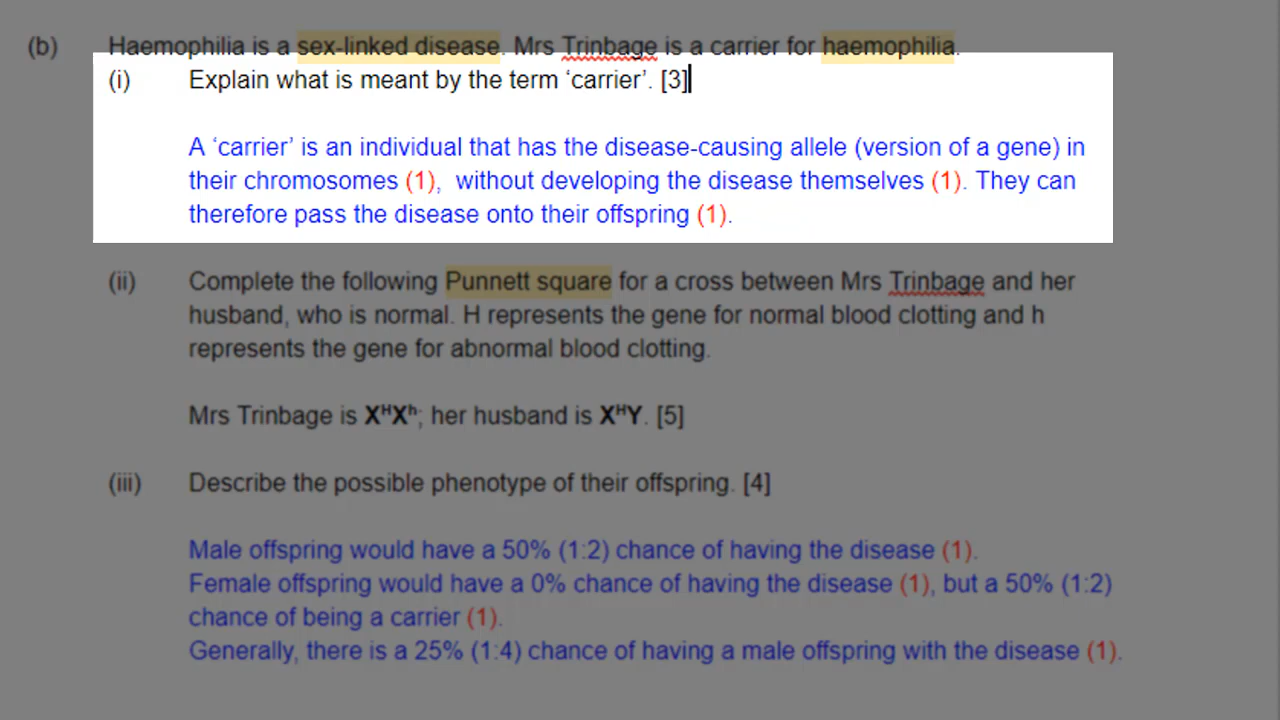 (b) Haemophilia is a sex-linked disease. Mrs Trinbage is a carrier for haemophilia.
(i) Explain what is meant by the term ‘carrier’. [3]
A ‘carrier’ is an individual that has the disease-causing allele (version of a gene) in
their chromosomes (1),  without developing the disease themselves (1). They can
therefore pass the disease onto their offspring (1).
(ii) Complete the following Punnett square for a cross between Mrs Trinbage and her
husband, who is normal. H represents the gene for normal blood clotting and h
represents the gene for abnormal blood clotting.
Mrs Trinbage is XᴴXʰ; her husband is XᴴY. [5]
(iii) Describe the possible phenotype of their offspring. [4]
Male offspring would have a 50% (1:2) chance of having the disease (1).
Female offspring would have a 0% chance of having the disease (1), but a 50% (1:2)
chance of being a carrier (1).
Generally, there is a 25% (1:4) chance of having a male offspring with the disease (1).